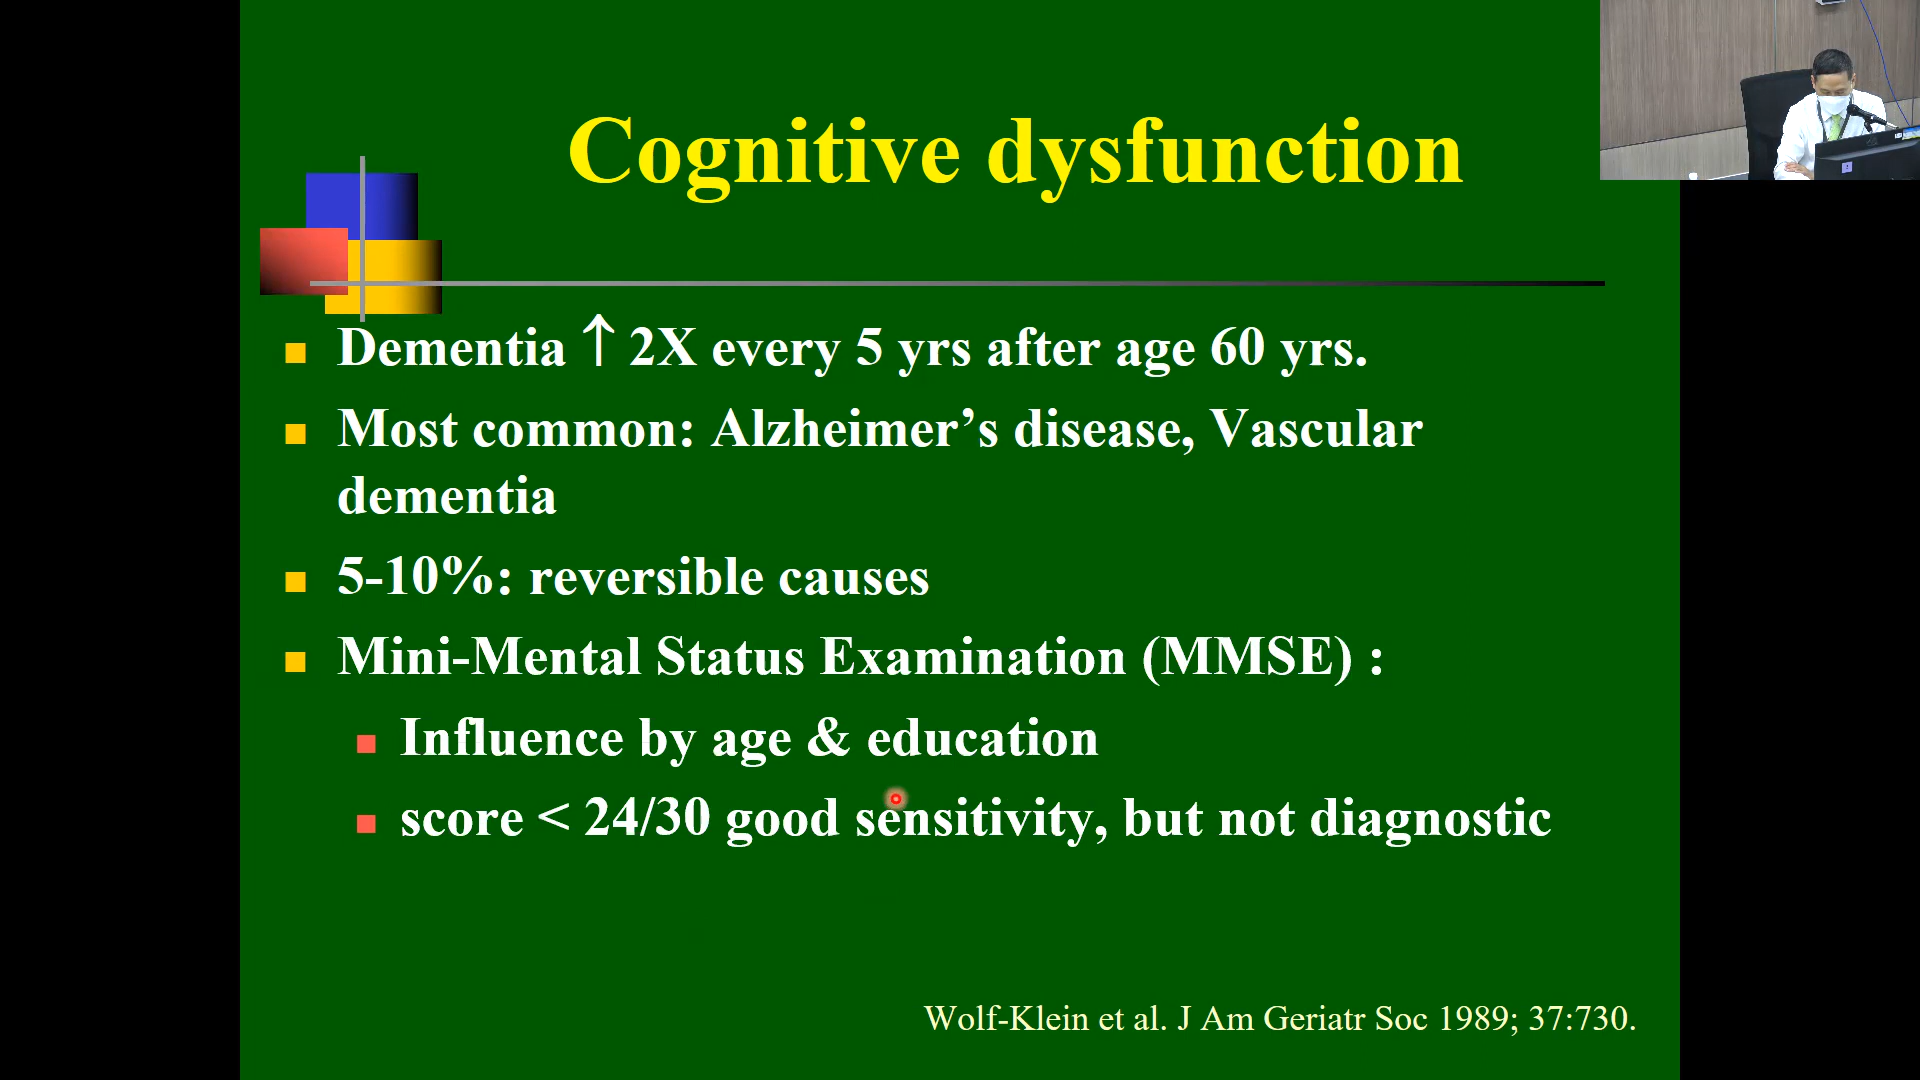 Cognitive dysfunction
Dementia ↑ 2X every 5 yrs after age 60 yrs.
Most common: Alzheimer’s disease, Vascular
dementia
5-10%: reversible causes
Mini-Mental Status Examination (MMSE) :
Influence by age & education
score < 24/30 good sensitivity, but not diagnostic
Wolf-Klein et al. J Am Geriatr Soc 1989; 37:730.